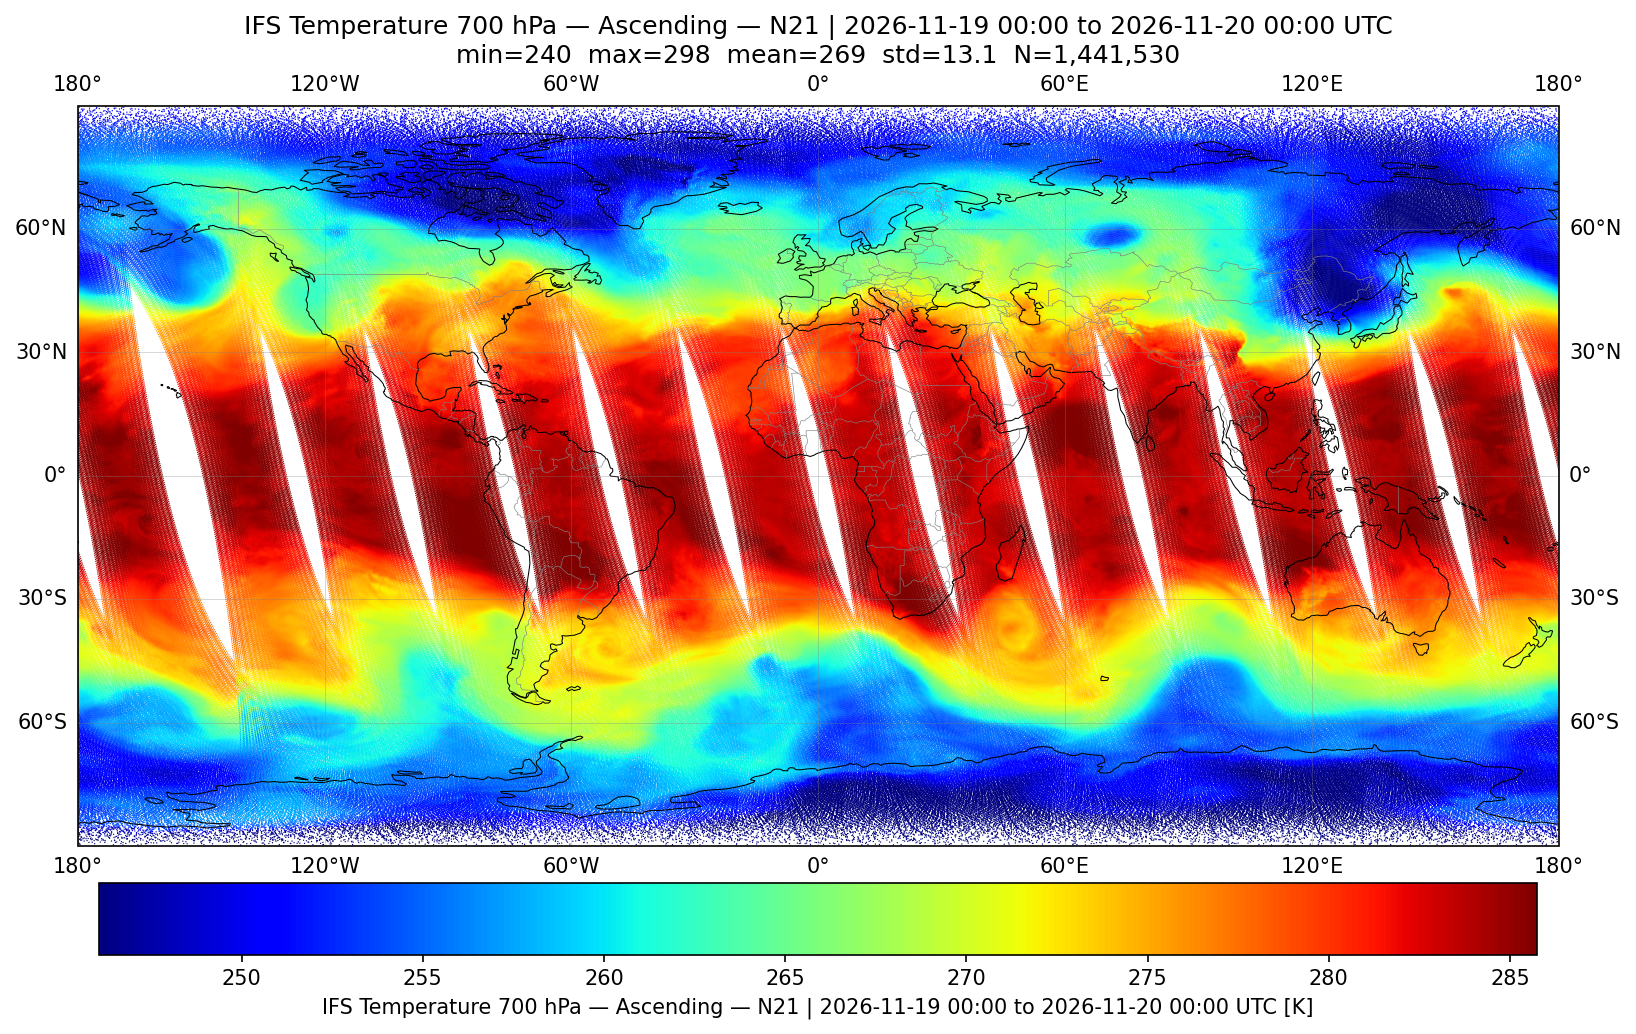 IFS Temperature 700 hPa — Ascending — N21 | 2026-11-19 00:00 to 2026-11-20 00:00 UTC
min=240 max=298 mean=269 std=13.1 N=1,441,530
180° 120°W 60°W 0° 60°E 120°E 180°
60°N 60°N
30°N 30°N
0° 0°
30°S 30°S
60°S 60°S
180° 120°W 60°W 0° 60°E 120°E 180°
250 255 260 265 270 275 280 285
IFS Temperature 700 hPa — Ascending — N21 | 2026-11-19 00:00 to 2026-11-20 00:00 UTC [K]